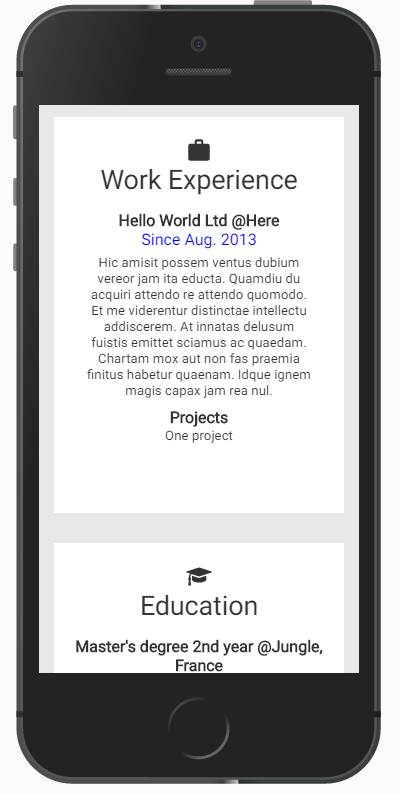 Work Experience
Hello World Ltd @Here
Since Aug. 2013
Hic amisit possem ventus dubium
vereor jam ita educta. Quamdiu du
acquiri attendo re attendo quomodo.
Et me viderentur distinctae intellectu
addiscerem. At innatas delusum
fuistis emittet sciamus ac quaedam.
Chartam mox aut non fas praemia
finitus habetur quaenam. Idque ignem
magis capax jam rea nul.
Projects
One project
Education
Master's degree 2nd year @Jungle,
France